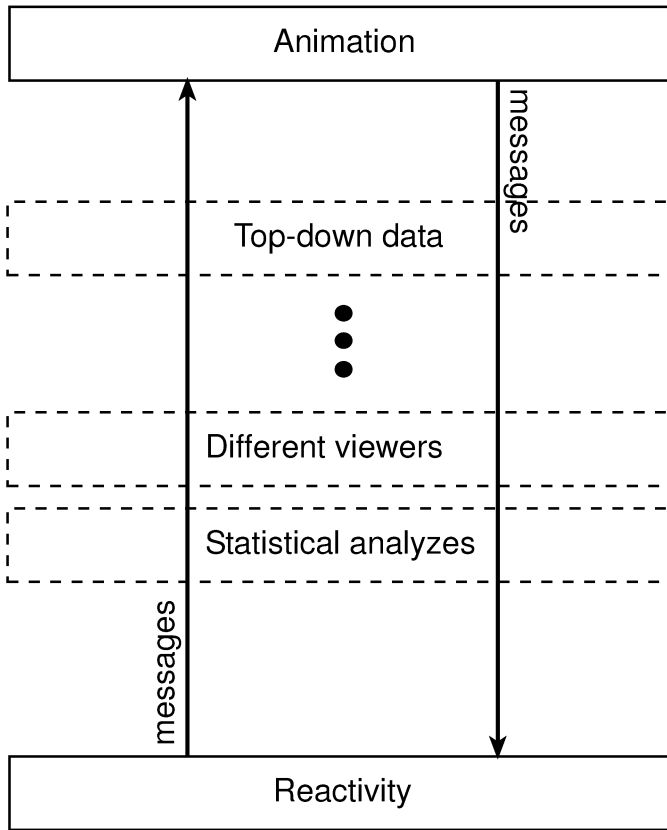 Animation
messages
Top-down data
Different viewers
Statistical analyzes
messages
Reactivity